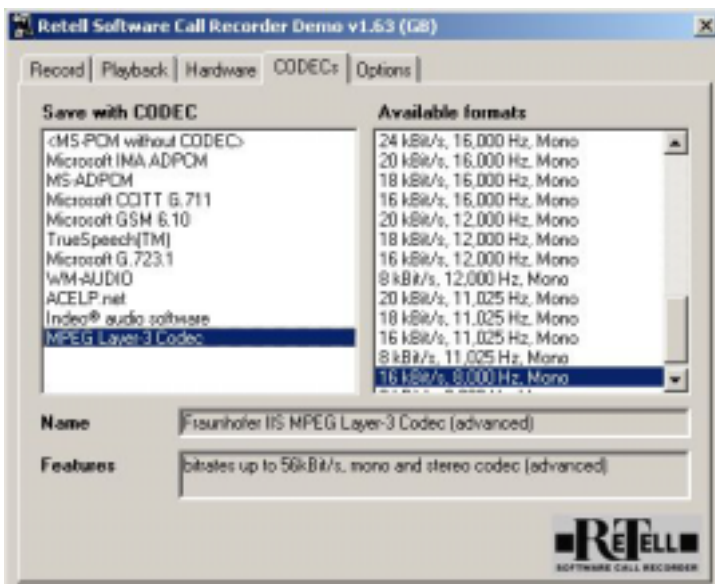 Retell Software Call Recorder Demo v1.63 (GB)
Record Playback Hardware CODECs Options
Save with CODEC
<MS-PCM without CODEC>
Microsoft IMA ADPCM
MS-ADPCM
Microsoft CCITT G.711
Microsoft GSM 6.10
TrueSpeech(TM)
Microsoft G.723.1
WM-AUDIO
ACELP.net
Indeo® audio software
MPEG Layer-3 Codec
Available formats
24 kBit/s, 16,000 Hz, Mono
20 kBit/s, 16,000 Hz, Mono
18 kBit/s, 16,000 Hz, Mono
16 kBit/s, 16,000 Hz, Mono
20 kBit/s, 12,000 Hz, Mono
18 kBit/s, 12,000 Hz, Mono
16 kBit/s, 12,000 Hz, Mono
8 kBit/s, 12,000 Hz, Mono
20 kBit/s, 11,025 Hz, Mono
18 kBit/s, 11,025 Hz, Mono
16 kBit/s, 11,025 Hz, Mono
8 kBit/s, 11,025 Hz, Mono
16 kBit/s, 8,000 Hz, Mono
Name Fraunhofer IIS MPEG Layer-3 Codec (advanced)
Features bitrates up to 56kBit/s, mono and stereo codec (advanced)
RETELL
SOFTWARE CALL RECORDER